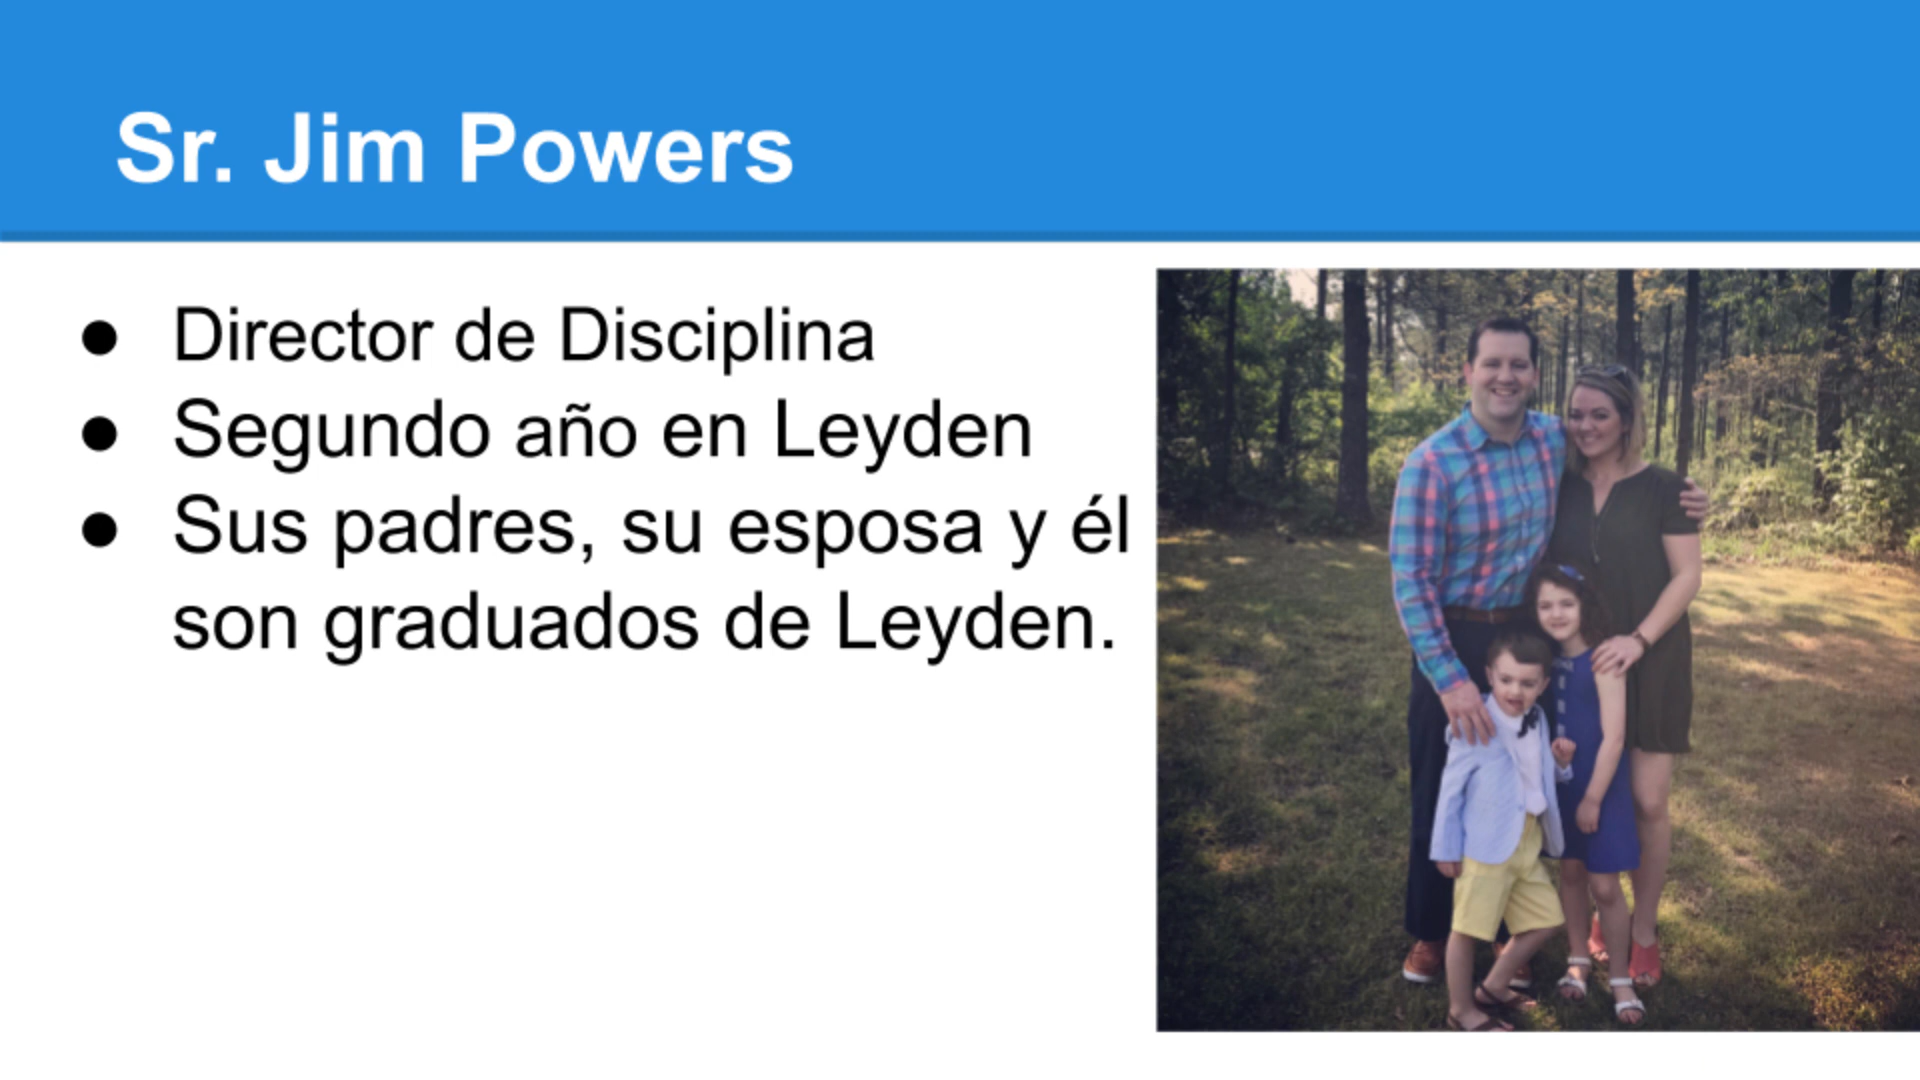 Sr. Jim Powers
● Director de Disciplina
● Segundo año en Leyden
● Sus padres, su esposa y él
son graduados de Leyden.